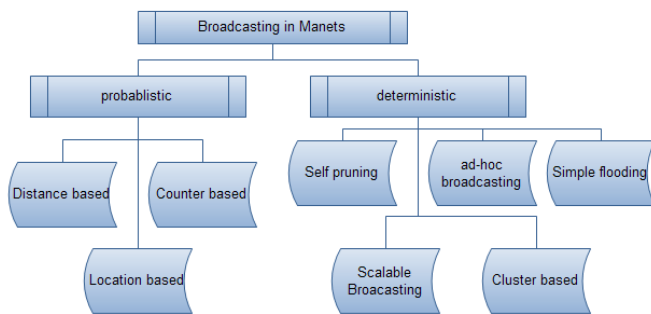 Broadcasting in Manets
probablistic
deterministic
Distance based
Counter based
Location based
Self pruning
ad-hoc
broadcasting
Simple flooding
Scalable
Broacasting
Cluster based